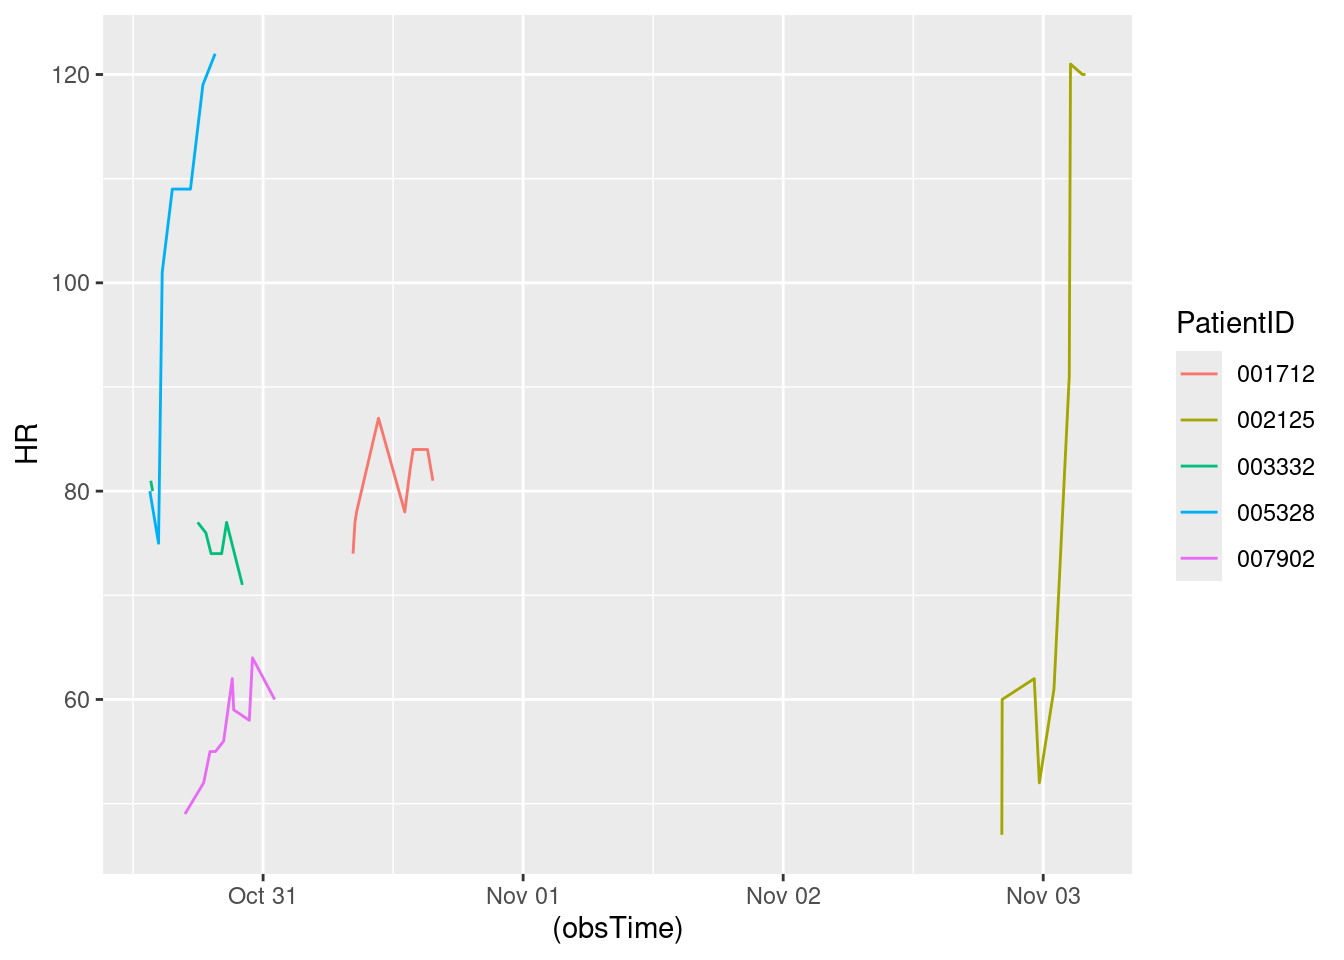 120
100
80
60
HR
Oct 31
Nov 01
Nov 02
Nov 03
(obsTime)
PatientID
001712
002125
003332
005328
007902